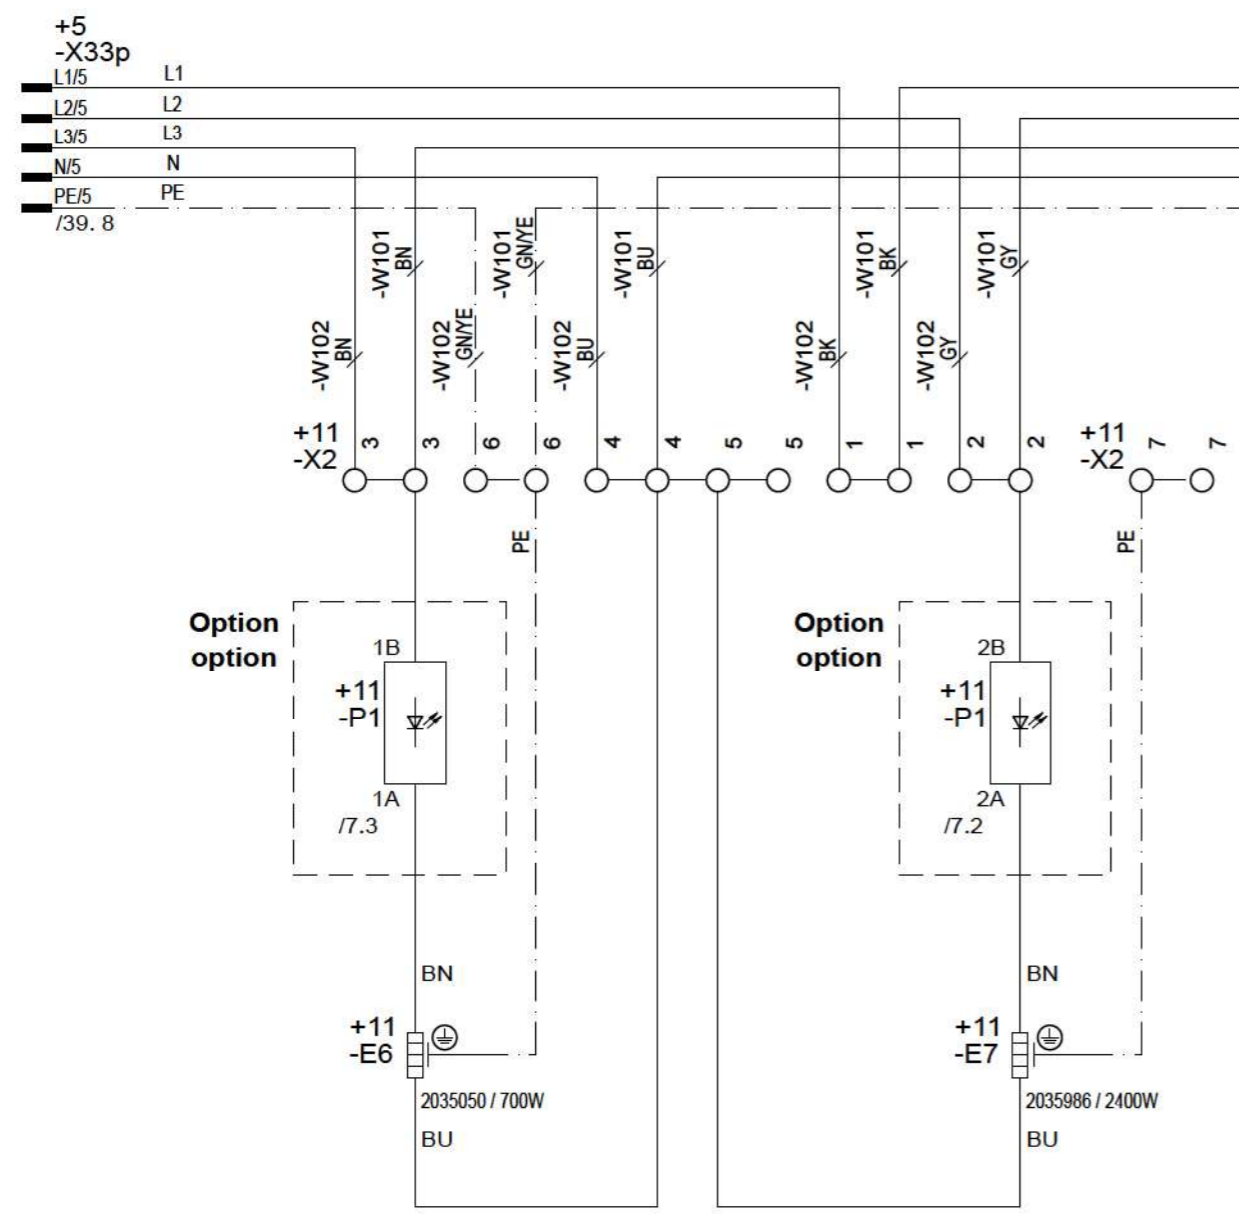 +5
-X33p
L1/5 L1
L2/5 L2
L3/5 L3
N/5 N
PE/5 PE
/39. 8
-W101
BN
-W101
GN/YE
-W101
BU
-W101
BK
-W101
GY
-W102
BN
-W102
GN/YE
-W102
BU
-W102
BK
-W102
GY
+11
-X2
3 3 6 6 4 4 5 5 1 1 2 2
+11
-X2
7 7
PE
PE
Option
option
1B
+11
-P1
1A
/7.3
Option
option
2B
+11
-P1
2A
/7.2
BN
+11
-E6
2035050 / 700W
BU
BN
+11
-E7
2035986 / 2400W
BU